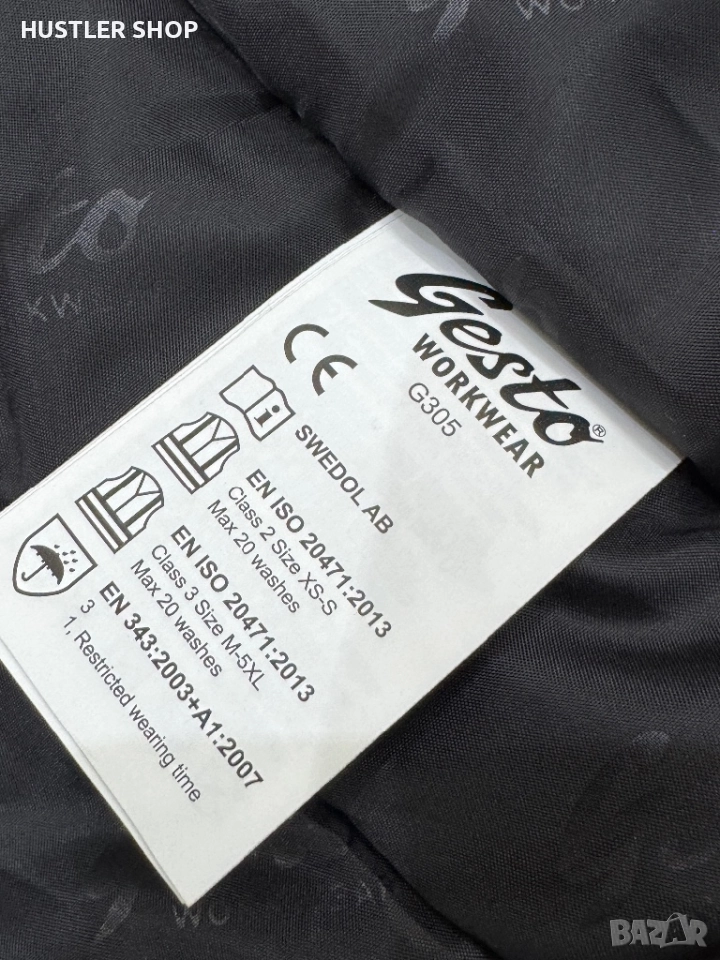 HUSTLER SHOP
Gesto®
WORKWEAR
G305
CE
SWEDOL AB
EN ISO 20471:2013
Class 2 Size XS-S
Max 20 washes
EN ISO 20471:2013
Class 3 Size M-5XL
Max 20 washes
EN 343:2003+A1:2007
3
1, Restricted wearing time
BAZAR